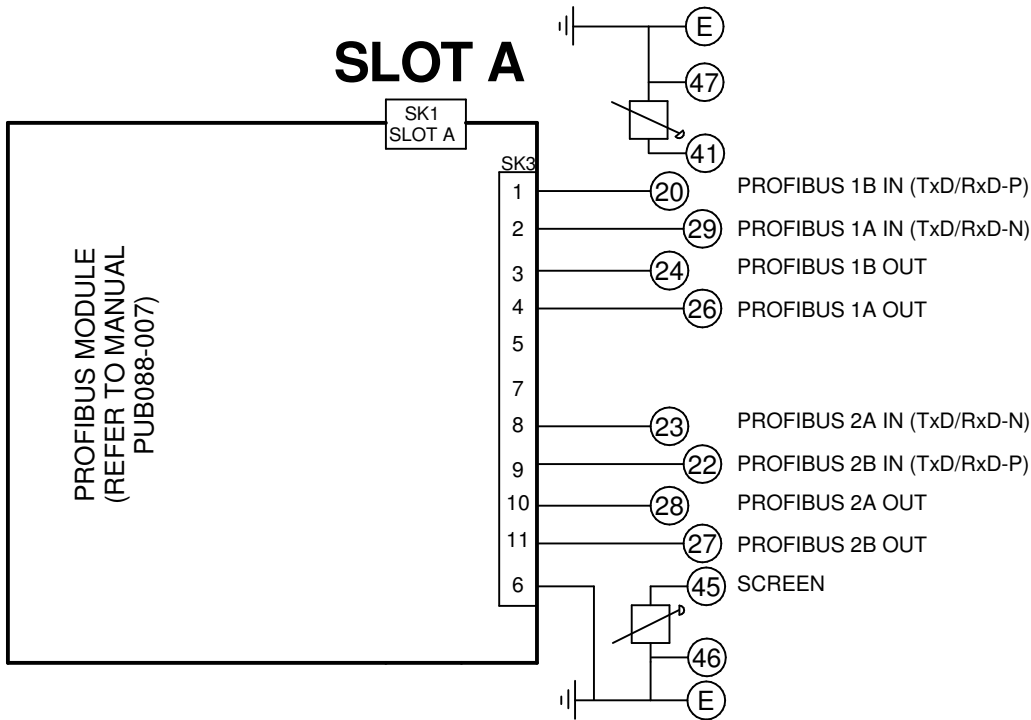 E
SLOT A
47
SK1
SLOT A
41
SK3
1 20 PROFIBUS 1B IN (TxD/RxD-P)
2 29 PROFIBUS 1A IN (TxD/RxD-N)
3 24 PROFIBUS 1B OUT
4 26 PROFIBUS 1A OUT
5
7
8 23 PROFIBUS 2A IN (TxD/RxD-N)
9 22 PROFIBUS 2B IN (TxD/RxD-P)
10 28 PROFIBUS 2A OUT
11 27 PROFIBUS 2B OUT
6 45 SCREEN
46
E
PROFIBUS MODULE
(REFER TO MANUAL
PUB088-007)